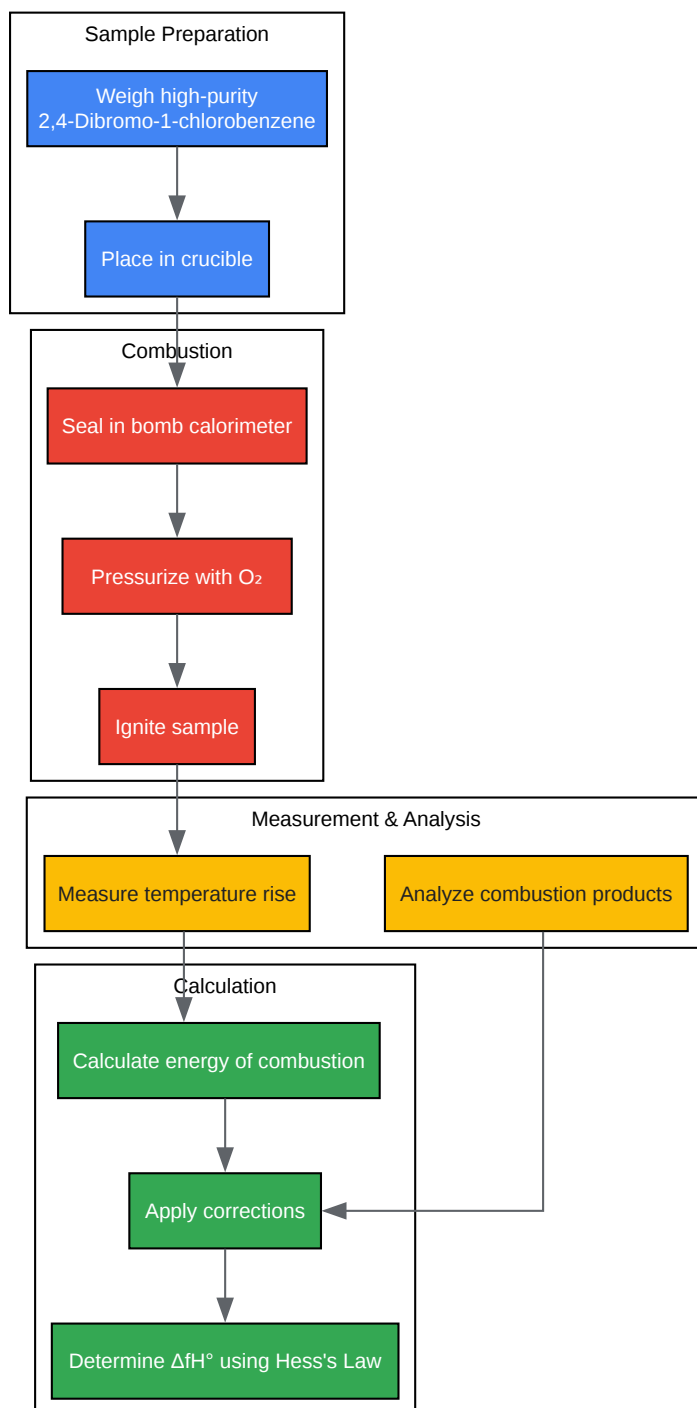 Sample Preparation
Weigh high-purity
2,4-Dibromo-1-chlorobenzene
Place in crucible
Combustion
Seal in bomb calorimeter
Pressurize with O₂
Ignite sample
Measurement & Analysis
Measure temperature rise
Analyze combustion products
Calculation
Calculate energy of combustion
Apply corrections
Determine ΔfH° using Hess's Law